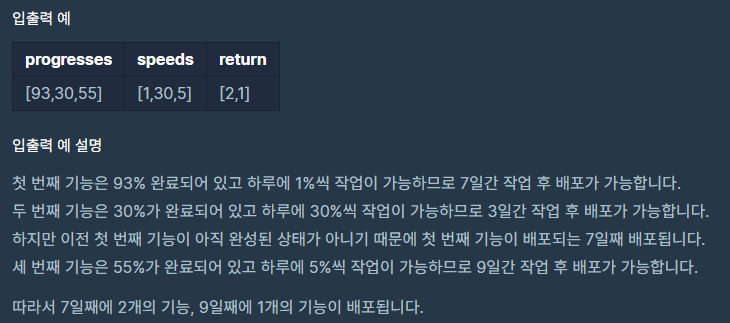 입출력 예
progresses speeds return
[93,30,55] [1,30,5] [2,1]
입출력 예 설명
첫 번째 기능은 93% 완료되어 있고 하루에 1%씩 작업이 가능하므로 7일간 작업 후 배포가 가능합니다.
두 번째 기능은 30%가 완료되어 있고 하루에 30%씩 작업이 가능하므로 3일간 작업 후 배포가 가능합니다.
하지만 이전 첫 번째 기능이 아직 완성된 상태가 아니기 때문에 첫 번째 기능이 배포되는 7일째 배포됩니다.
세 번째 기능은 55%가 완료되어 있고 하루에 5%씩 작업이 가능하므로 9일간 작업 후 배포가 가능합니다.
따라서 7일째에 2개의 기능, 9일째에 1개의 기능이 배포됩니다.